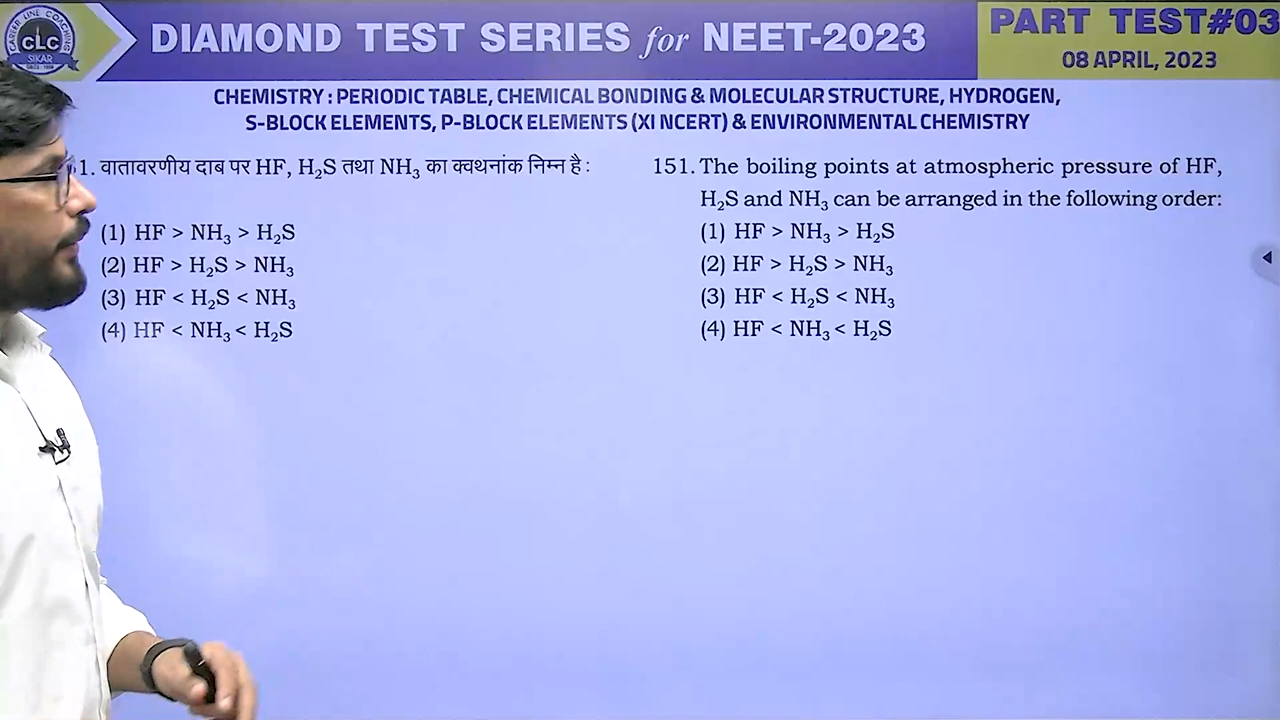 CAREER LINE COACHING
CLC
SIKAR
DIAMOND TEST SERIES for NEET-2023
PART TEST#03
08 APRIL, 2023
CHEMISTRY : PERIODIC TABLE, CHEMICAL BONDING & MOLECULAR STRUCTURE, HYDROGEN,
S-BLOCK ELEMENTS, P-BLOCK ELEMENTS (XI NCERT) & ENVIRONMENTAL CHEMISTRY
1. वातावरणीय दाब पर HF, H₂S तथा NH₃ का क्वथनांक निम्न है :
(1) HF > NH₃ > H₂S
(2) HF > H₂S > NH₃
(3) HF < H₂S < NH₃
(4) HF < NH₃ < H₂S
151. The boiling points at atmospheric pressure of HF,
H₂S and NH₃ can be arranged in the following order:
(1) HF > NH₃ > H₂S
(2) HF > H₂S > NH₃
(3) HF < H₂S < NH₃
(4) HF < NH₃ < H₂S